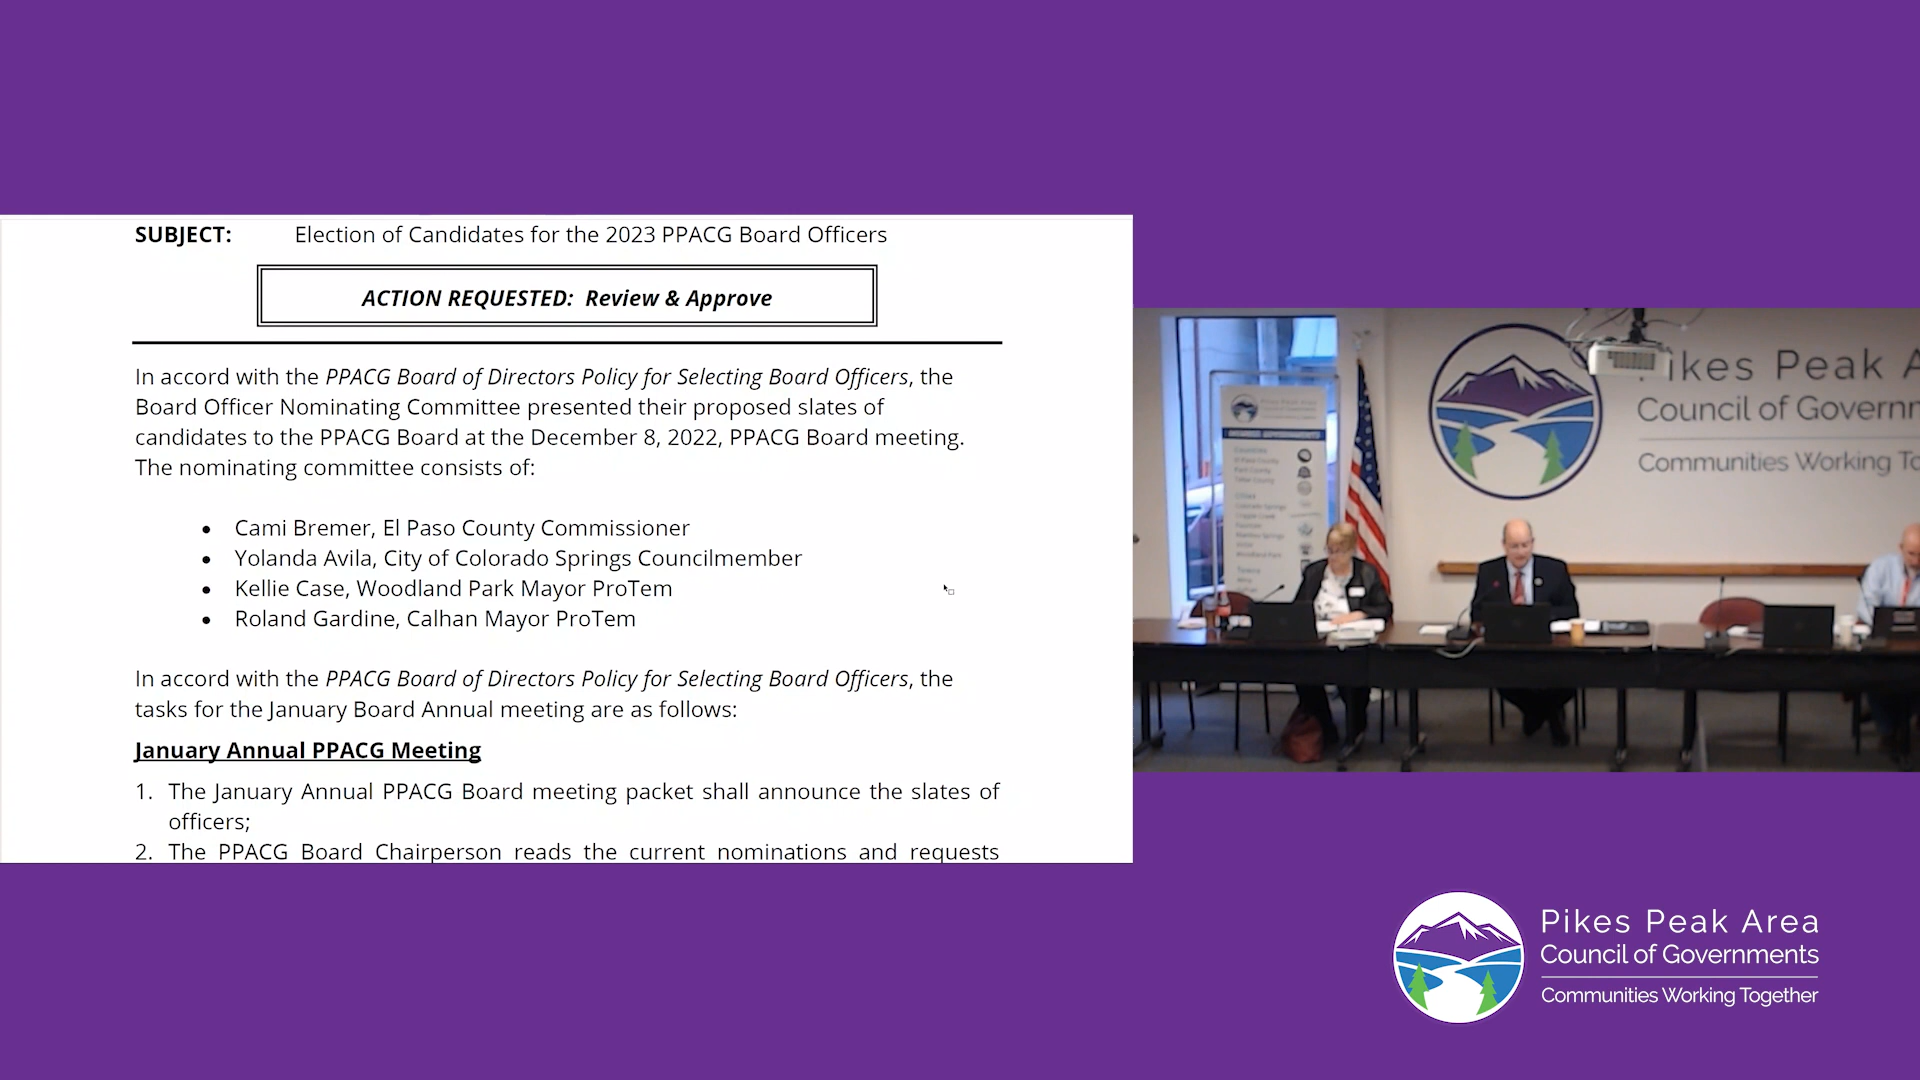 SUBJECT: Election of Candidates for the 2023 PPACG Board Officers
ACTION REQUESTED: Review & Approve
In accord with the PPACG Board of Directors Policy for Selecting Board Officers, the
Board Officer Nominating Committee presented their proposed slates of
candidates to the PPACG Board at the December 8, 2022, PPACG Board meeting.
The nominating committee consists of:
• Cami Bremer, El Paso County Commissioner
• Yolanda Avila, City of Colorado Springs Councilmember
• Kellie Case, Woodland Park Mayor ProTem
• Roland Gardine, Calhan Mayor ProTem
In accord with the PPACG Board of Directors Policy for Selecting Board Officers, the
tasks for the January Board Annual meeting are as follows:
January Annual PPACG Meeting
1. The January Annual PPACG Board meeting packet shall announce the slates of
officers;
2. The PPACG Board Chairperson reads the current nominations and requests
Pikes Peak A
Council of Governm
Communities Working To
Pikes Peak Area
Council of Governments
Communities Working Together